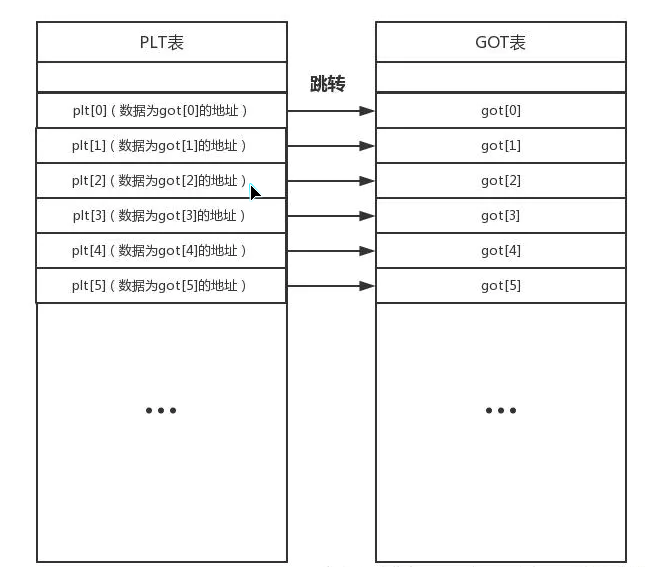 PLT表 GOT表
跳转
plt[0] ( 数据为got[0]的地址 ) got[0]
plt[1] ( 数据为got[1]的地址 ) got[1]
plt[2] ( 数据为got[2]的地址 ) got[2]
plt[3] ( 数据为got[3]的地址 ) got[3]
plt[4] ( 数据为got[4]的地址 ) got[4]
plt[5] ( 数据为got[5]的地址 ) got[5]
••• •••